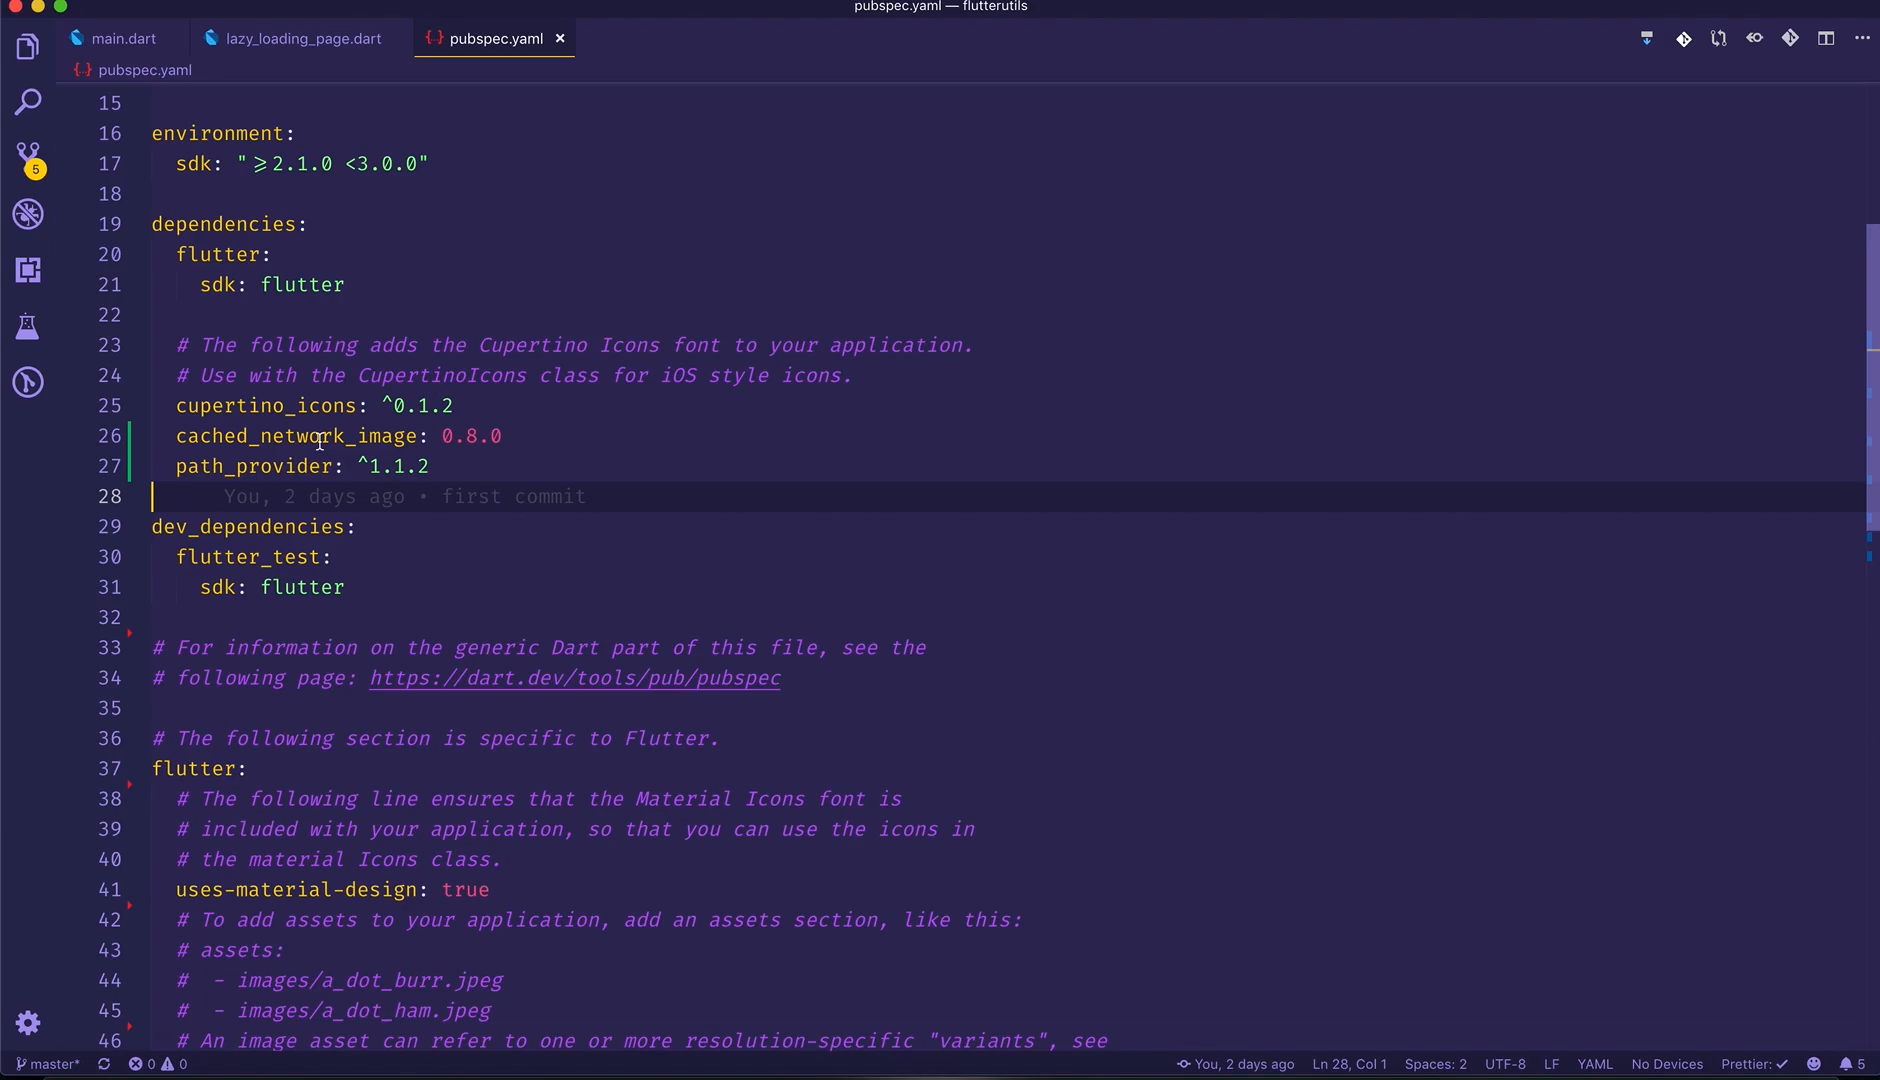 pubspec.yaml — flutterutils
main.dart
lazy_loading_page.dart
{} pubspec.yaml ×
{} pubspec.yaml
5
15
16 environment:
17 sdk: "⩾2.1.0 <3.0.0"
18
19 dependencies:
20 flutter:
21 sdk: flutter
22
23 # The following adds the Cupertino Icons font to your application.
24 # Use with the CupertinoIcons class for iOS style icons.
25 cupertino_icons: ^0.1.2
26 cached_network_image: 0.8.0
27 path_provider: ^1.1.2
28 You, 2 days ago • first commit
29 dev_dependencies:
30 flutter_test:
31 sdk: flutter
32
33 # For information on the generic Dart part of this file, see the
34 # following page: https://dart.dev/tools/pub/pubspec
35
36 # The following section is specific to Flutter.
37 flutter:
38 # The following line ensures that the Material Icons font is
39 # included with your application, so that you can use the icons in
40 # the material Icons class.
41 uses-material-design: true
42 # To add assets to your application, add an assets section, like this:
43 # assets:
44 #  - images/a_dot_burr.jpeg
45 #  - images/a_dot_ham.jpeg
46 # An image asset can refer to one or more resolution-specific "variants", see
master* 0 0 You, 2 days ago Ln 28, Col 1 Spaces: 2 UTF-8 LF YAML No Devices Prettier: ✓ 5